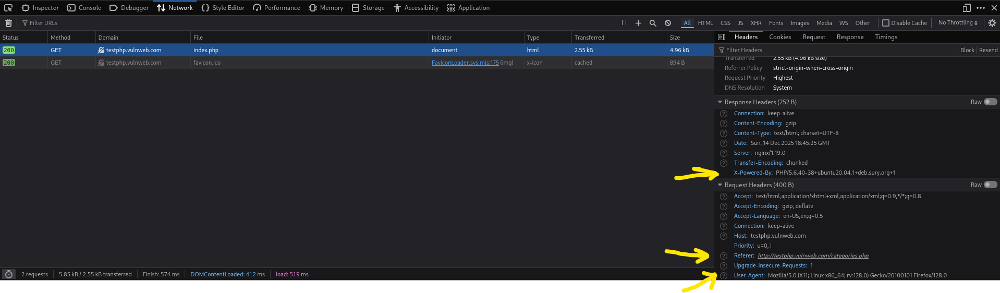 Inspector Console Debugger Network Style Editor Performance Memory Storage Accessibility Application
Filter URLs All HTML CSS JS XHR Fonts Images Media WS Other Disable Cache No Throttling
Status Method Domain File Initiator Type Transferred Size
200 GET testphp.vulnweb.com index.php document html 2.55 kB 4.96 kB
200 GET testphp.vulnweb.com favicon.ico FaviconLoader.sys.mjs:175 (img) x-icon cached 894 B
2 requests 5.85 kB / 2.55 kB transferred Finish: 574 ms DOMContentLoaded: 412 ms load: 519 ms
Headers Cookies Request Response Timings
Filter Headers Block Resend
Transferred 2.55 kB (4.96 kB size)
Referrer Policy strict-origin-when-cross-origin
Request Priority Highest
DNS Resolution System
Response Headers (252 B) Raw
Connection: keep-alive
Content-Encoding: gzip
Content-Type: text/html; charset=UTF-8
Date: Sun, 14 Dec 2025 18:45:25 GMT
Server: nginx/1.19.0
Transfer-Encoding: chunked
X-Powered-By: PHP/5.6.40-38+ubuntu20.04.1+deb.sury.org+1
Request Headers (400 B) Raw
Accept: text/html,application/xhtml+xml,application/xml;q=0.9,*/*;q=0.8
Accept-Encoding: gzip, deflate
Accept-Language: en-US,en;q=0.5
Connection: keep-alive
Host: testphp.vulnweb.com
Priority: u=0, i
Referer: http://testphp.vulnweb.com/categories.php
Upgrade-Insecure-Requests: 1
User-Agent: Mozilla/5.0 (X11; Linux x86_64; rv:128.0) Gecko/20100101 Firefox/128.0